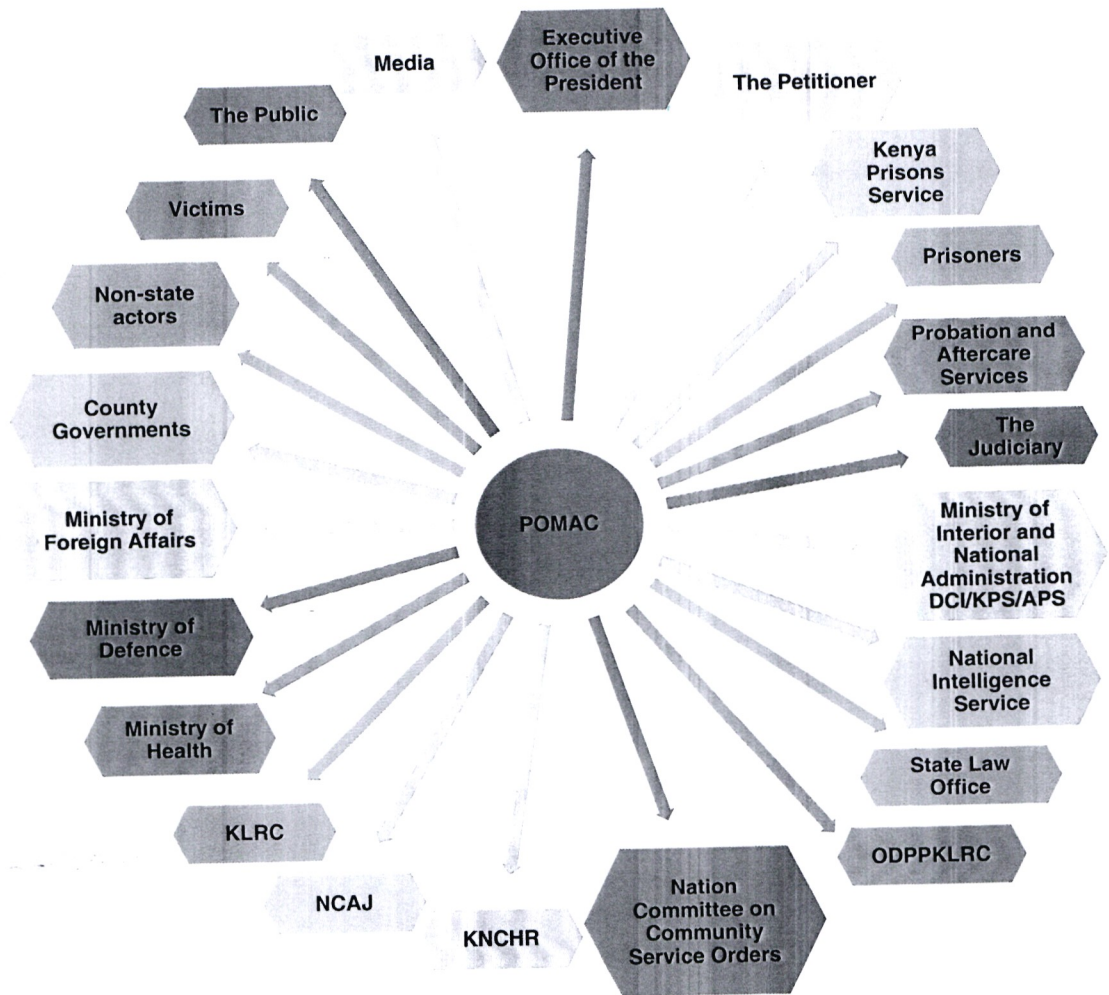 Executive
Office of the
President
Media
The Petitioner
The Public
Kenya
Prisons
Service
Victims
Prisoners
Non-state
actors
Probation and
Aftercare
Services
County
Governments
The
Judiciary
Ministry of
Foreign Affairs
POMAC
Ministry of
Interior and
National
Administration
DCI/KPS/APS
Ministry of
Defence
National
Intelligence
Service
Ministry of
Health
State Law
Office
KLRC
ODPPKLRC
NCAJ
KNCHR
Nation
Committee on
Community
Service Orders